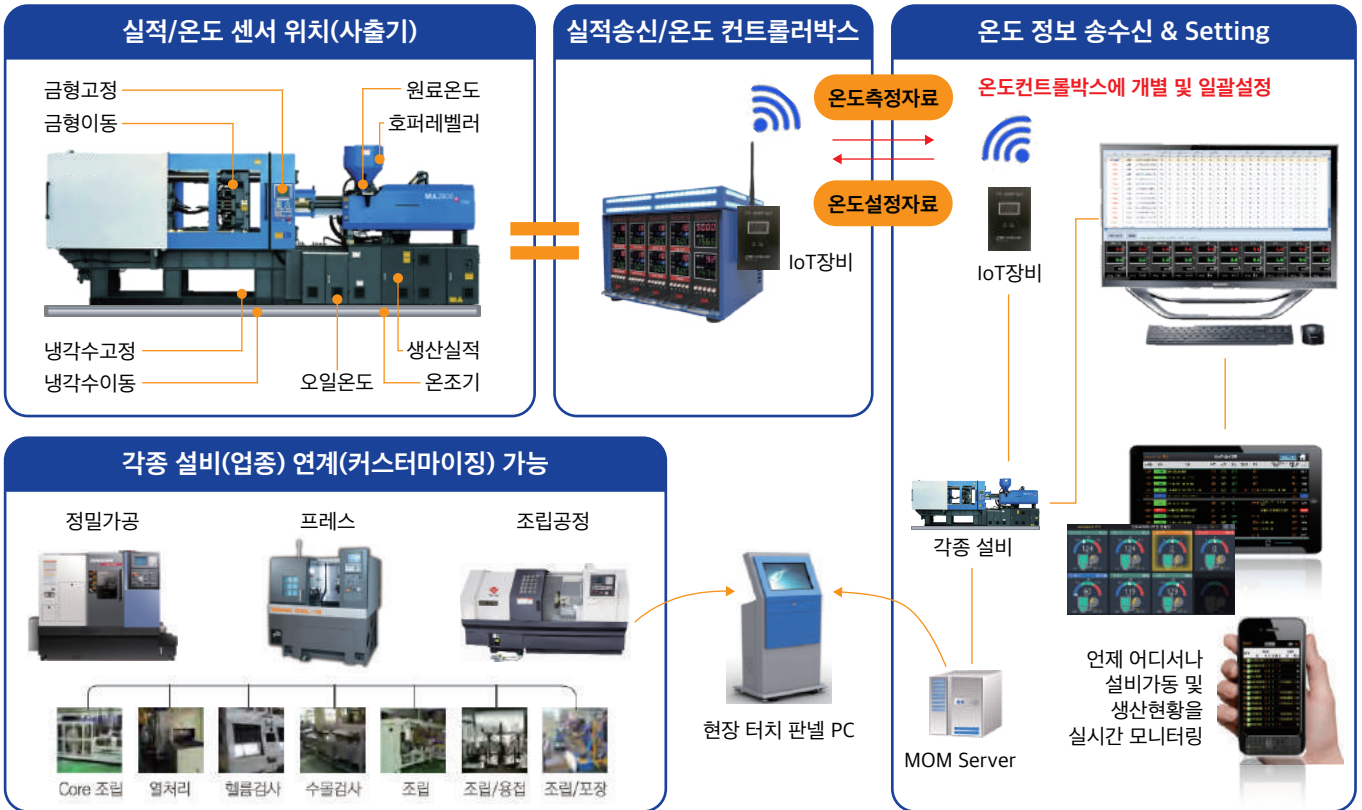 실적/온도 센서 위치(사출기)
금형고정
금형이동
원료온도
호퍼레벨러
냉각수고정
냉각수이동
오일온도
생산실적
온조기
실적송신/온도 컨트롤러박스
IoT장비
온도측정자료
온도설정자료
온도 정보 송수신 & Setting
온도컨트롤박스에 개별 및 일괄설정
IoT장비
각종 설비
MOM Server
언제 어디서나
설비가동 및
생산현황을
실시간 모니터링
각종 설비(업종) 연계(커스터마이징) 가능
정밀가공
프레스
조립공정
Core 조립
열처리
헬륨검사
수몰검사
조립
조립/용접
조립/포장
현장 터치 판넬 PC